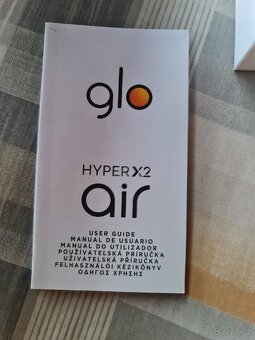 glo
HYPER X2
air
USER GUIDE
MANUAL DE USUARIO
MANUAL DO UTILIZADOR
POUŽÍVATEĽSKÁ PRÍRUČKA
UŽIVATELSKÁ PŘÍRUČKA
FELHASZNÁLÓI KÉZIKÖNYV
ΟΔΗΓΟΣ ΧΡΗΣΗΣ